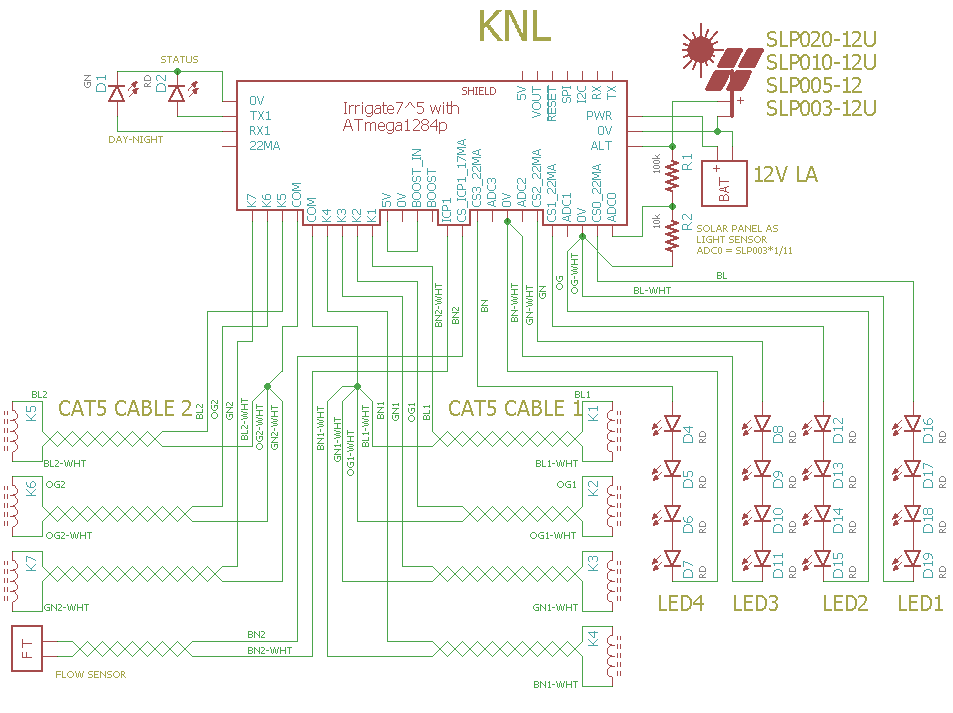 KNL
SLP020-12U
SLP010-12U
SLP005-12
SLP003-12U
STATUS
GN
D1
RD
D2
DAY-NIGHT
SHIELD
Irrigate7^5 with
ATmega1284p
0V
TX1
RX1
22MA
5V
VOUT
RESET
SPI
I2C
RX
TX
PWR
0V
ALT
K7
K6
K5
COM
COM
K4
K3
K2
K1
5V
0V
BOOST_IN
BOOST
ICP1
CS_ICP1_17MA
CS3_22MA
ADC3
0V
ADC2
CS2_22MA
CS1_22MA
ADC1
0V
CS0_22MA
ADC0
+
100k
R1
+
BAT
12V LA
10k
R2
SOLAR PANEL AS
LIGHT SENSOR
ADC0 = SLP003*1/11
BL
BL-WHT
BN2-WHT
BN2
BN
BN-WHT
GN-WHT
GN
OG
OG-WHT
BL2
K5
CAT5 CABLE 2
BL2
OG2
GN2
BL2-WHT
OG2-WHT
GN2-WHT
BN1-WHT
GN1-WHT
OG1-WHT
BL1-WHT
BN1
GN1
OG1
BL1
CAT5 CABLE 1
BL1
K1
BL2-WHT
BL1-WHT
OG2
K6
OG2-WHT
OG1
K2
OG1-WHT
K7
GN2-WHT
K3
GN1-WHT
FT
FLOW SENSOR
BN2
BN2-WHT
K4
BN1-WHT
D4
RD
D8
RD
D12
RD
D16
RD
D5
RD
D9
RD
D13
RD
D17
RD
D6
RD
D10
RD
D14
RD
D18
RD
D7
RD
D11
RD
D15
RD
D19
RD
LED4
LED3
LED2
LED1